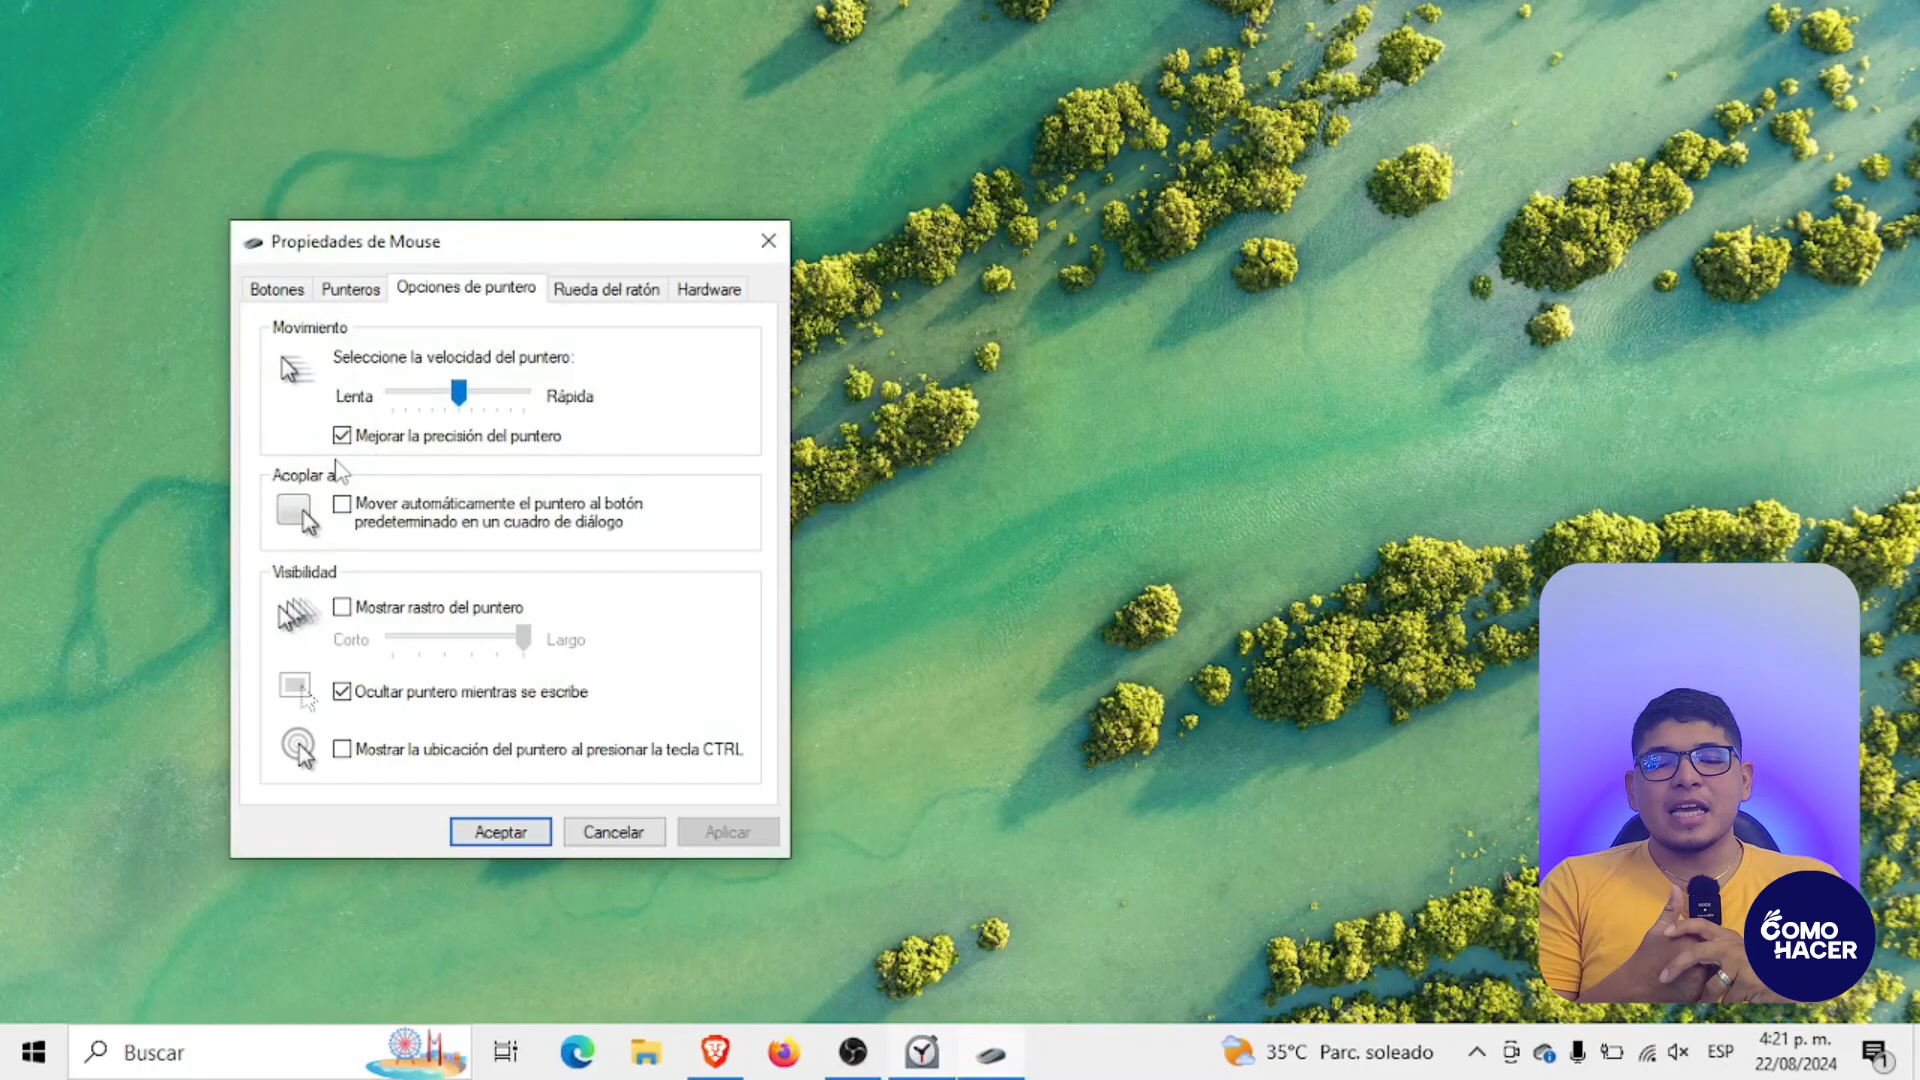 Propiedades de Mouse
Botones
Punteros
Opciones de puntero
Rueda del ratón
Hardware
Movimiento
Seleccione la velocidad del puntero:
Lenta
Rápida
Mejorar la precisión del puntero
Acoplar a
Mover automáticamente el puntero al botón
predeterminado en un cuadro de diálogo
Visibilidad
Mostrar rastro del puntero
Corto
Largo
Ocultar puntero mientras se escribe
Mostrar la ubicación del puntero al presionar la tecla CTRL
Aceptar
Cancelar
Aplicar
COMO
HACER
Buscar
35°C Parc. soleado
ESP
4:21 p. m.
22/08/2024
1